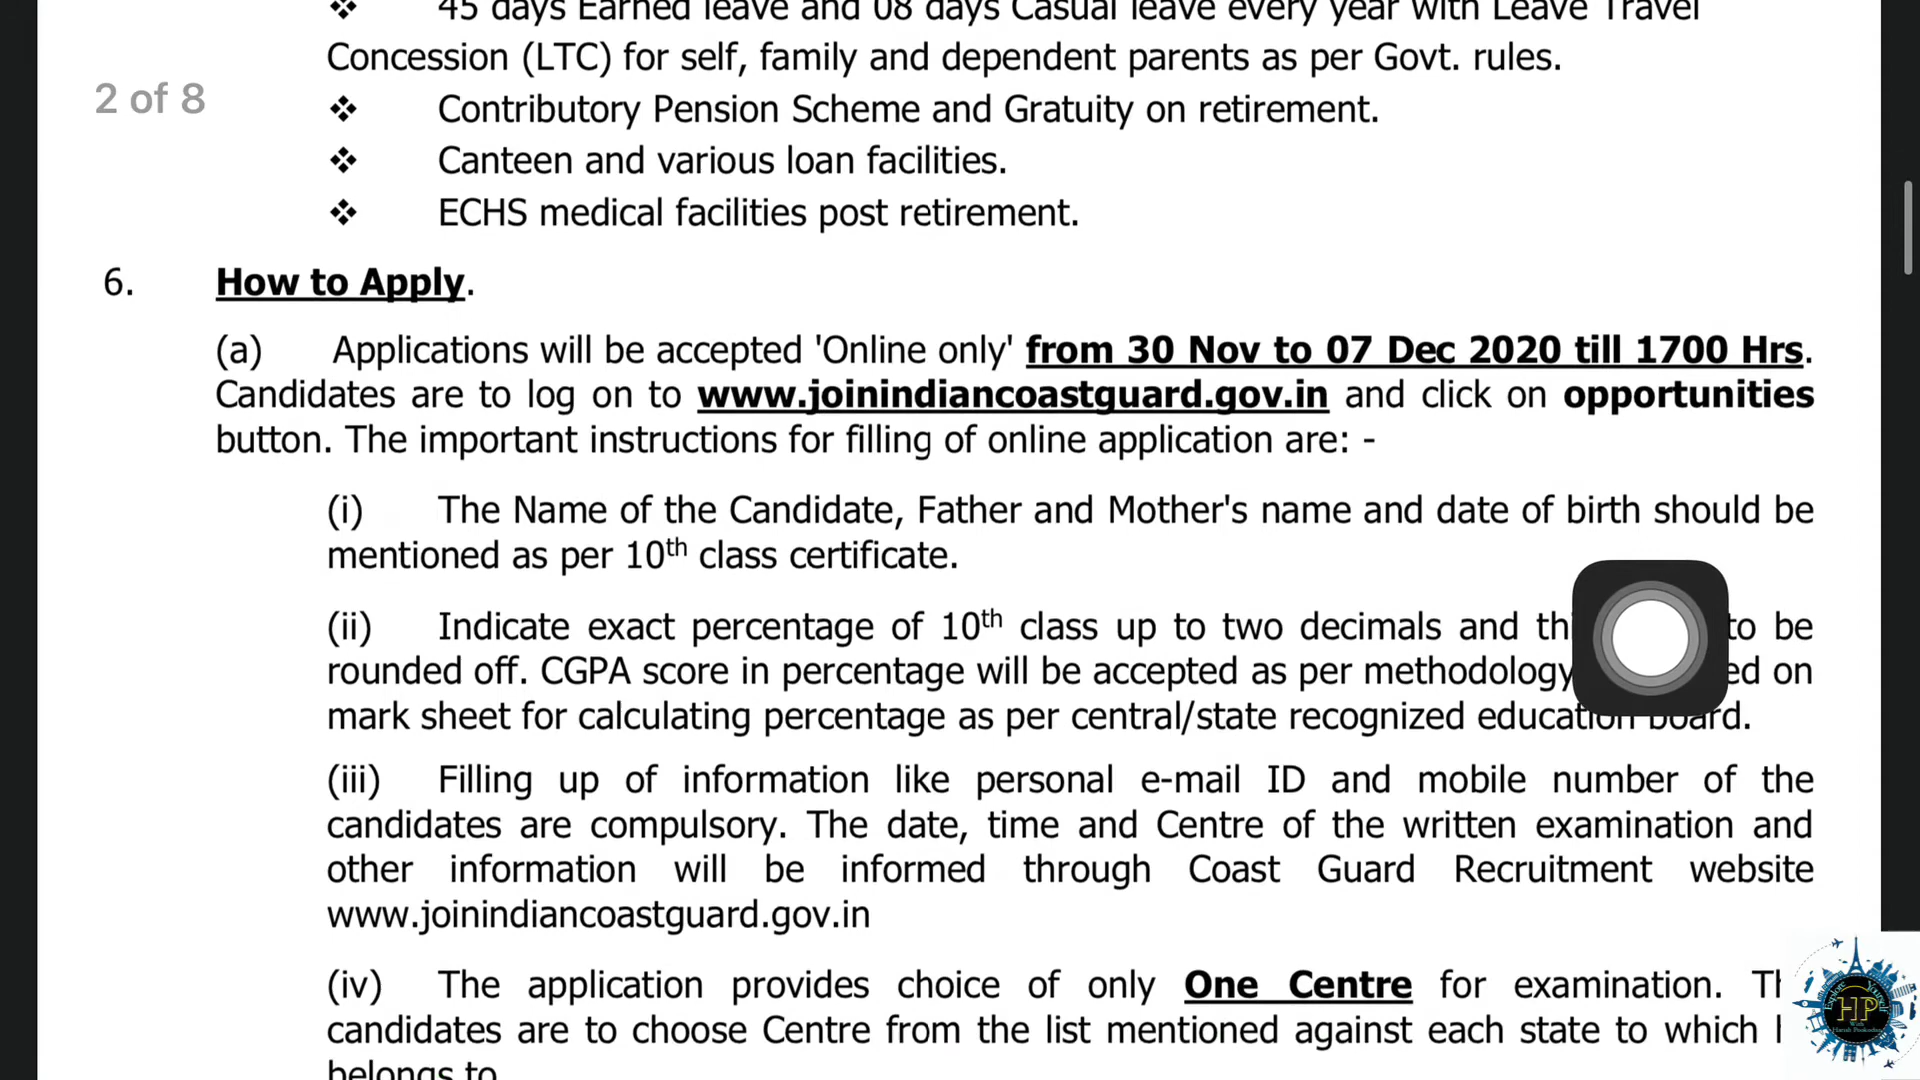 45 days Earned leave and 08 days Casual leave every year with Leave Travel
Concession (LTC) for self, family and dependent parents as per Govt. rules.
2 of 8
❖ Contributory Pension Scheme and Gratuity on retirement.
❖ Canteen and various loan facilities.
❖ ECHS medical facilities post retirement.
6. How to Apply.
(a) Applications will be accepted 'Online only' from 30 Nov to 07 Dec 2020 till 1700 Hrs.
Candidates are to log on to www.joinindiancoastguard.gov.in and click on opportunities
button. The important instructions for filling of online application are: -
(i) The Name of the Candidate, Father and Mother's name and date of birth should be
mentioned as per 10th class certificate.
(ii) Indicate exact percentage of 10th class up to two decimals and to be
rounded off. CGPA score in percentage will be accepted as per methodology on
mark sheet for calculating percentage as per central/state recognized education board.
(iii) Filling up of information like personal e-mail ID and mobile number of the
candidates are compulsory. The date, time and Centre of the written examination and
other information will be informed through Coast Guard Recruitment website
www.joinindiancoastguard.gov.in
(iv) The application provides choice of only One Centre for examination.
candidates are to choose Centre from the list mentioned against each state to which
belongs to
Explore Yourself
HP
With